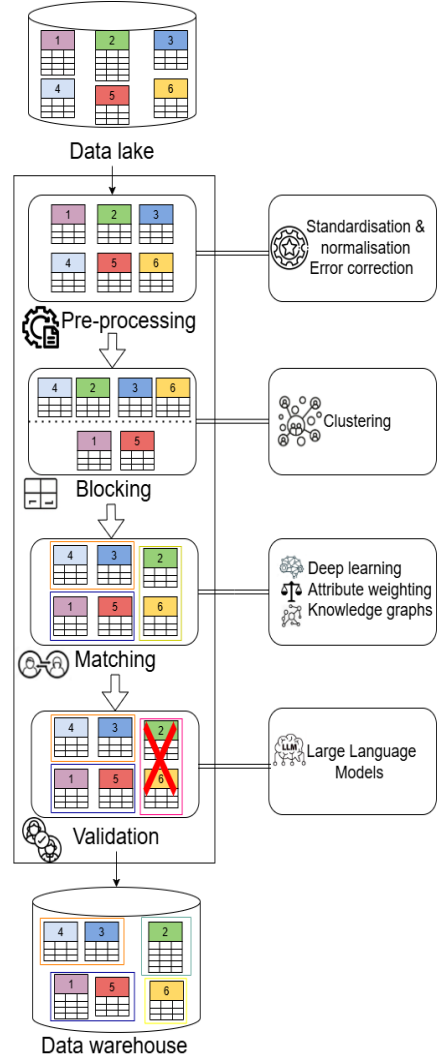 1 2 3
4 5 6
Data lake
1 2 3
4 5 6
Standardisation &
normalisation
Error correction
Pre-processing
4 2 3 6
1 5
Clustering
Blocking
4 3 2
1 5 6
Deep learning
Attribute weighting
Knowledge graphs
Matching
4 3 2
1 5 6
LLM
Large Language
Models
Validation
4 3 2
1 5 6
Data warehouse